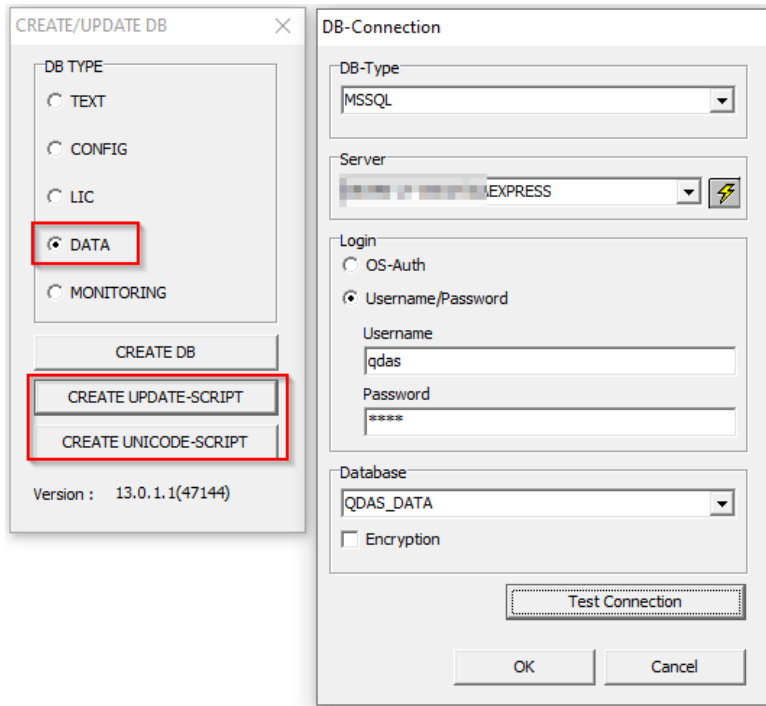 CREATE/UPDATE DB
DB TYPE
TEXT
CONFIG
LIC
DATA
MONITORING
CREATE DB
CREATE UPDATE-SCRIPT
CREATE UNICODE-SCRIPT
Version : 13.0.1.1(47144)
DB-Connection
DB-Type
MSSQL
Server
EXPRESS
Login
OS-Auth
Username/Password
Username
qdas
Password
****
Database
QDAS_DATA
Encryption
Test Connection
OK
Cancel